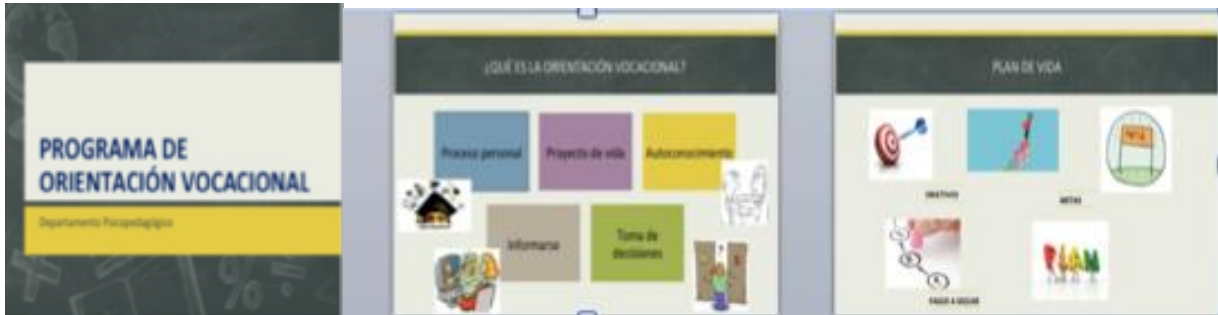 PROGRAMA DE
ORIENTACIÓN VOCACIONAL
Departamento Psicopedagógico
¿QUÉ ES LA ORIENTACIÓN VOCACIONAL?
Proceso personal
Proyecto de vida
Autoconocimiento
Informarse
Toma de
decisiones
PLAN DE VIDA
OBJETIVOS
METAS
PASOS A SEGUIR
PLAN